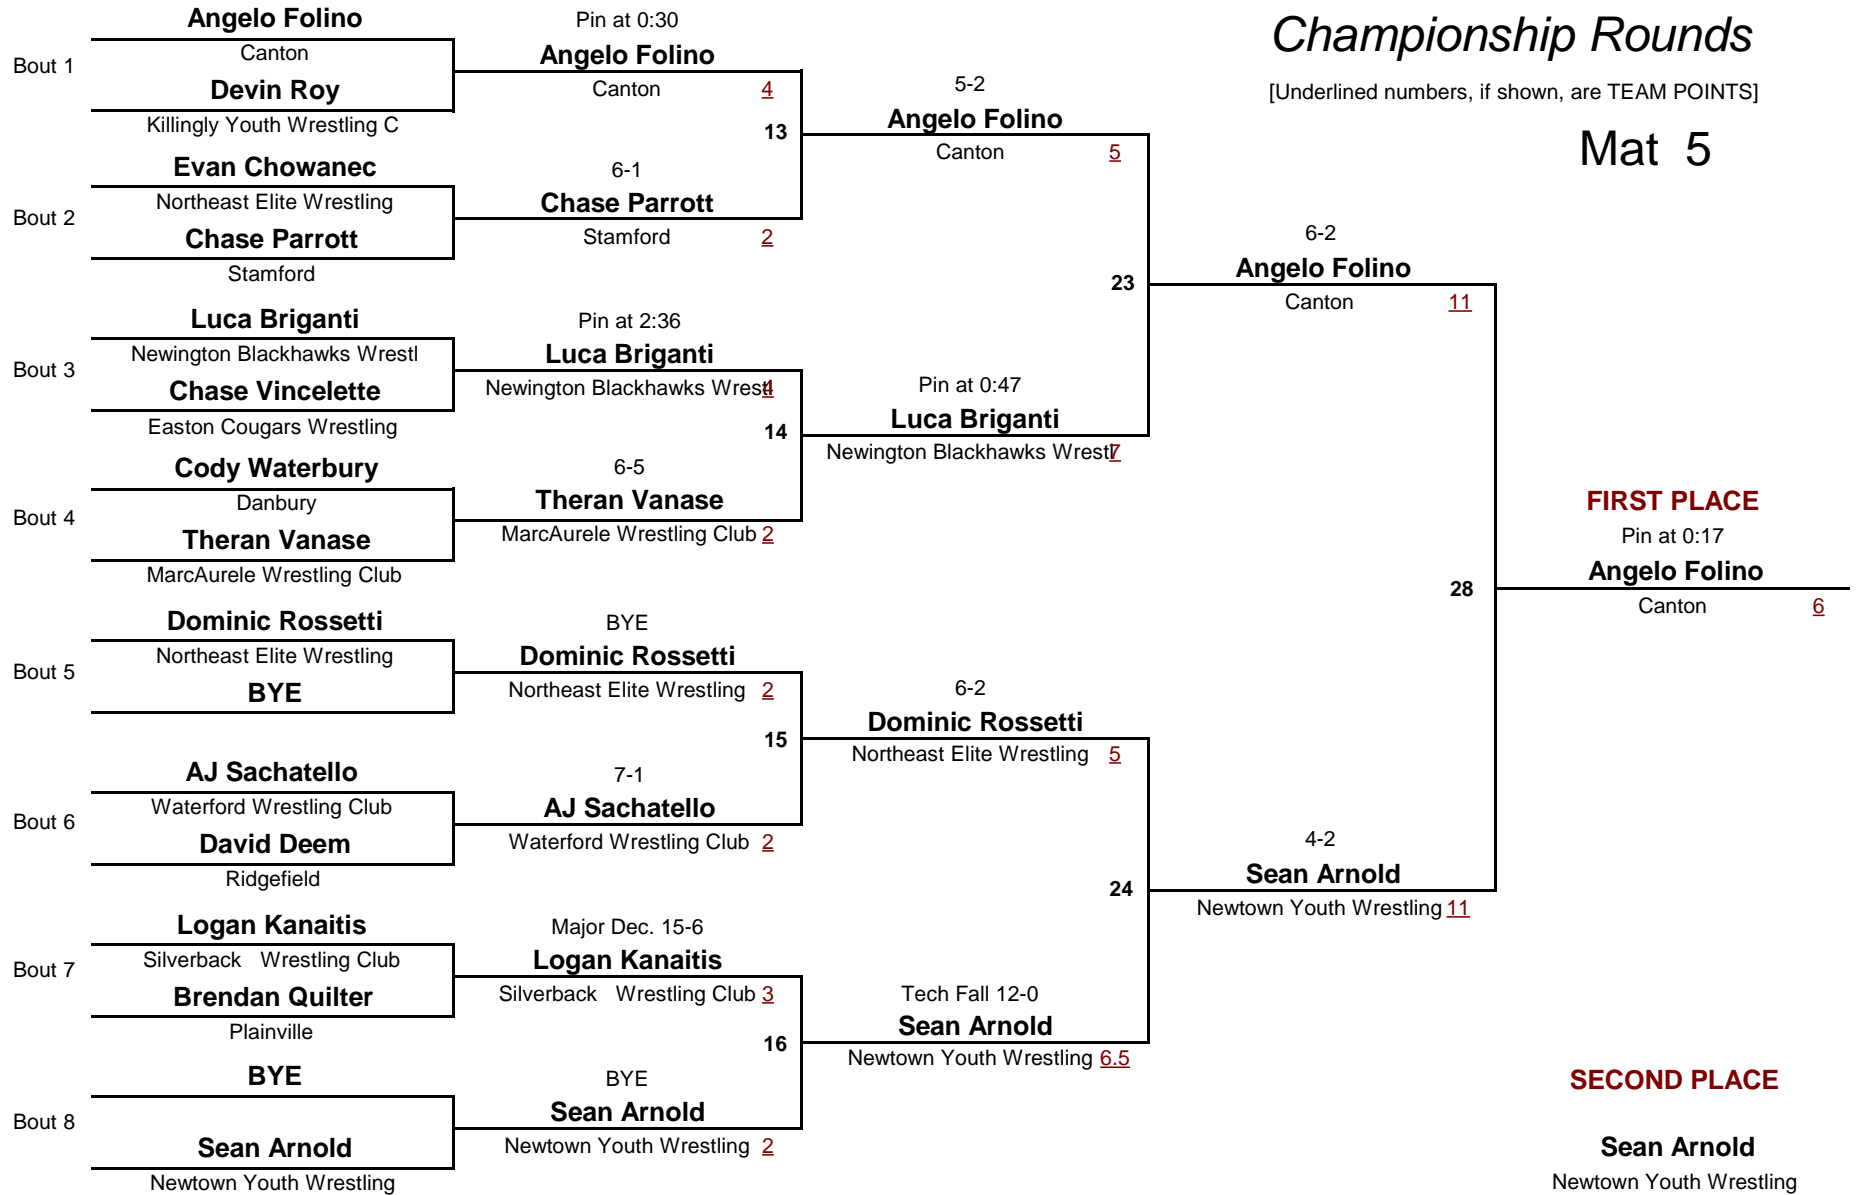 Championship Rounds
[Underlined numbers, if shown, are TEAM POINTS]
Mat 5
Bout 1
Angelo Folino
Canton
Devin Roy
Killingly Youth Wrestling C
Bout 2
Evan Chowanec
Northeast Elite Wrestling
Chase Parrott
Stamford
Bout 3
Luca Briganti
Newington Blackhawks Wrestl
Chase Vincelette
Easton Cougars Wrestling
Bout 4
Cody Waterbury
Danbury
Theran Vanase
MarcAurele Wrestling Club
Bout 5
Dominic Rossetti
Northeast Elite Wrestling
BYE
Bout 6
AJ Sachatello
Waterford Wrestling Club
David Deem
Ridgefield
Bout 7
Logan Kanaitis
Silverback Wrestling Club
Brendan Quilter
Plainville
Bout 8
BYE
Sean Arnold
Newtown Youth Wrestling
Pin at 0:30
Angelo Folino
Canton 4
13
6-1
Chase Parrott
Stamford 2
Pin at 2:36
Luca Briganti
Newington Blackhawks Wrestl 4
14
6-5
Theran Vanase
MarcAurele Wrestling Club 2
BYE
Dominic Rossetti
Northeast Elite Wrestling 2
15
7-1
AJ Sachatello
Waterford Wrestling Club 2
Major Dec. 15-6
Logan Kanaitis
Silverback Wrestling Club 3
16
BYE
Sean Arnold
Newtown Youth Wrestling 2
5-2
Angelo Folino
Canton 5
23
Pin at 0:47
Luca Briganti
Newington Blackhawks Wrestl 7
6-2
Dominic Rossetti
Northeast Elite Wrestling 5
24
Tech Fall 12-0
Sean Arnold
Newtown Youth Wrestling 6.5
6-2
Angelo Folino
Canton 11
28
4-2
Sean Arnold
Newtown Youth Wrestling 11
FIRST PLACE
Pin at 0:17
Angelo Folino
Canton 6
SECOND PLACE
Sean Arnold
Newtown Youth Wrestling